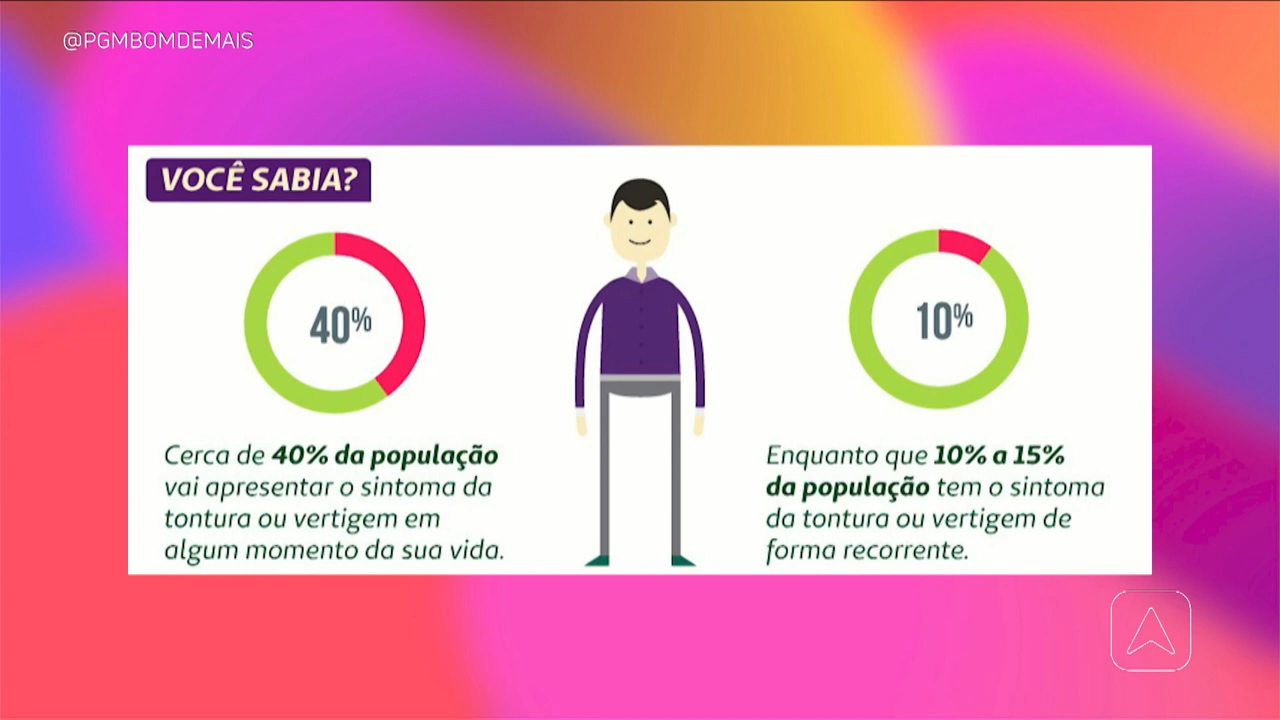 @PGMBOMDEMAIS
VOCÊ SABIA?
40%
Cerca de 40% da população
vai apresentar o sintoma da
tontura ou vertigem em
algum momento da sua vida.
10%
Enquanto que 10% a 15%
da população tem o sintoma
da tontura ou vertigem de
forma recorrente.